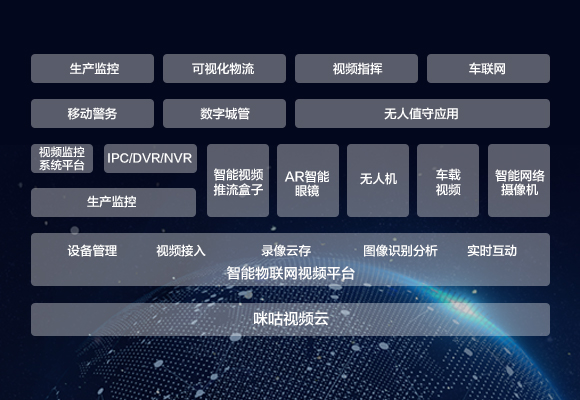 生产监控
可视化物流
视频指挥
车联网
移动警务
数字城管
无人值守应用
视频监控
系统平台
IPC/DVR/NVR
生产监控
智能视频
推流盒子
AR智能
眼镜
无人机
车载
视频
智能网络
摄像机
设备管理
视频接入
录像云存
图像识别分析
实时互动
智能物联网视频平台
咪咕视频云